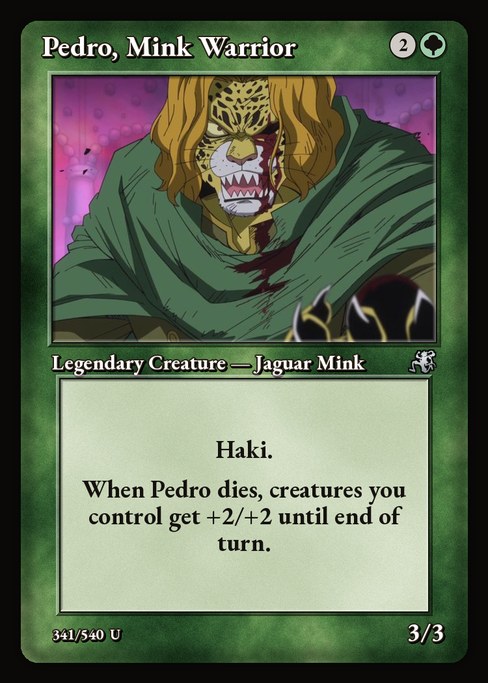 Pedro, Mink Warrior 2
Legendary Creature — Jaguar Mink
Haki.
When Pedro dies, creatures you
control get +2/+2 until end of
turn.
341/540 U 3/3